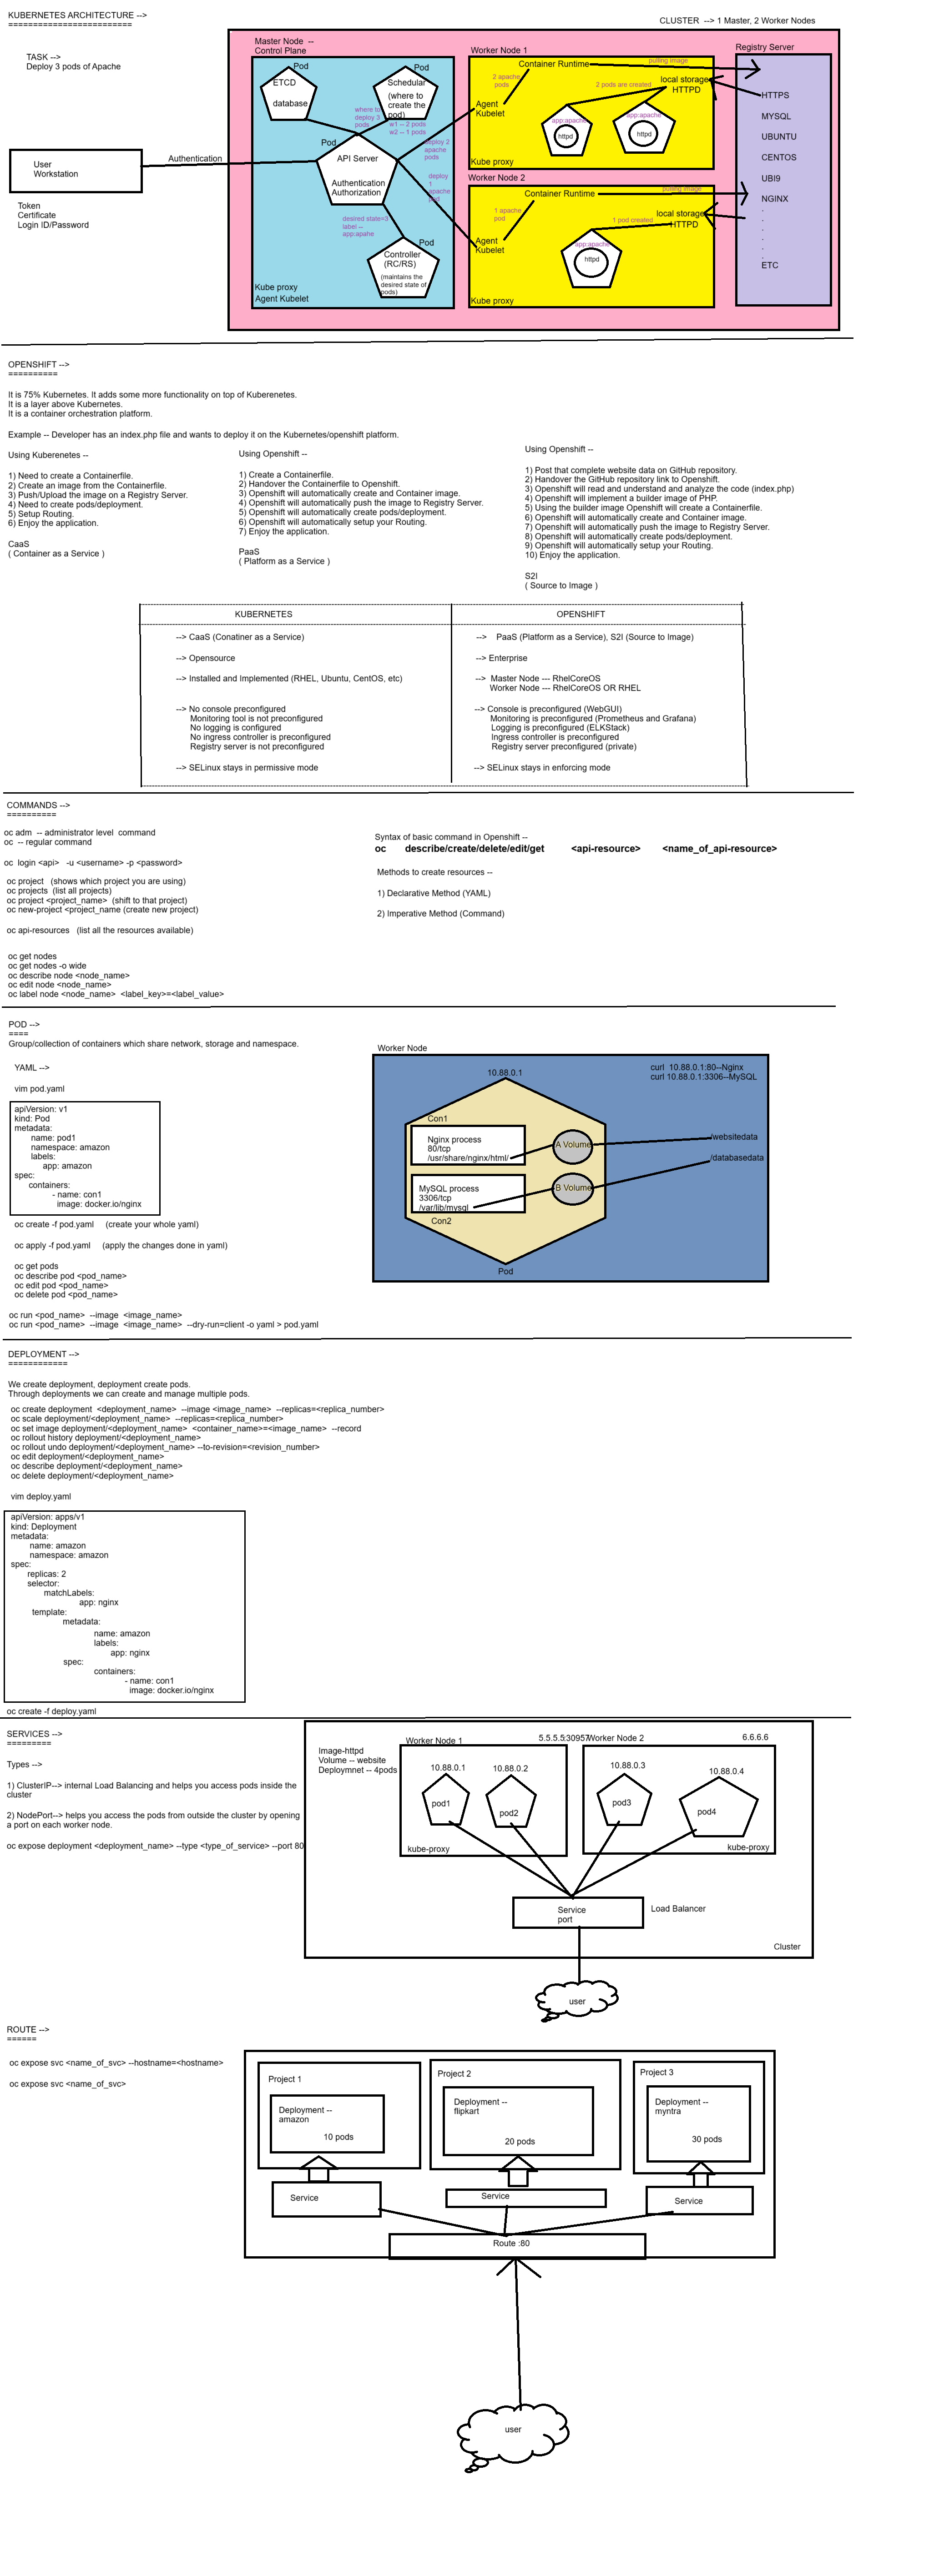 KUBERNETES ARCHITECTURE -->
=========================
CLUSTER --> 1 Master, 2 Worker Nodes
TASK -->
Deploy 3 pods of Apache
User
Workstation
Token
Certificate
Login ID/Password
Authentication
Master Node --
Control Plane
Pod
ETCD
database
Pod
Schedular
(where to
create the
pod)
where to
deploy 3
pods
w1 -- 2 pods
w2 -- 1 pods
Pod
API Server
Authentication
Authorization
deploy 2
apache
pods
deploy
1
apache
pod
desired state=3
label --
app:apahe
Pod
Controller
(RC/RS)
(maintains the
desired state of
pods)
Kube proxy
Agent Kubelet
Worker Node 1
Container Runtime
pulling image
2 apache
pods
2 pods are created
local storage
HTTPD
Agent
Kubelet
app:apache
httpd
app:apache
httpd
Kube proxy
Worker Node 2
Container Runtime
pulling image
1 apache
pod
1 pod created
local storage
HTTPD
Agent
Kubelet
app:apache
httpd
Kube proxy
Registry Server
HTTPS
MYSQL
UBUNTU
CENTOS
UBI9
NGINX
.
.
.
.
.
.
ETC
OPENSHIFT -->
==========
It is 75% Kubernetes. It adds some more functionality on top of Kuberenetes.
It is a layer above Kubernetes.
It is a container orchestration platform.
Example -- Developer has an index.php file and wants to deploy it on the Kubernetes/openshift platform.
Using Kuberenetes --
1) Need to create a Containerfile.
2) Create an image from the Containerfile.
3) Push/Upload the image on a Registry Server.
4) Need to create pods/deployment.
5) Setup Routing.
6) Enjoy the application.
CaaS
( Container as a Service )
Using Openshift --
1) Create a Containerfile.
2) Handover the Containerfile to Openshift.
3) Openshift will automatically create and Container image.
4) Openshift will automatically push the image to Registry Server.
5) Openshift will automatically create pods/deployment.
6) Openshift will automatically setup your Routing.
7) Enjoy the application.
PaaS
( Platform as a Service )
Using Openshift --
1) Post that complete website data on GitHub repository.
2) Handover the GitHub repository link to Openshift.
3) Openshift will read and understand and analyze the code (index.php)
4) Openshift will implement a builder image of PHP.
5) Using the builder image Openshift will create a Containerfile.
6) Openshift will automatically create and Container image.
7) Openshift will automatically push the image to Registry Server.
8) Openshift will automatically create pods/deployment.
9) Openshift will automatically setup your Routing.
10) Enjoy the application.
S2I
( Source to Image )
KUBERNETES
--> CaaS (Conatiner as a Service)
--> Opensource
--> Installed and Implemented (RHEL, Ubuntu, CentOS, etc)
--> No console preconfigured
Monitoring tool is not preconfigured
No logging is configured
No ingress controller is preconfigured
Registry server is not preconfigured
--> SELinux stays in permissive mode
OPENSHIFT
--> PaaS (Platform as a Service), S2I (Source to Image)
--> Enterprise
--> Master Node --- RhelCoreOS
Worker Node --- RhelCoreOS OR RHEL
--> Console is preconfigured (WebGUI)
Monitoring is preconfigured (Prometheus and Grafana)
Logging is preconfigured (ELKStack)
Ingress controller is preconfigured
Registry server preconfigured (private)
--> SELinux stays in enforcing mode
COMMANDS -->
==========
oc adm -- administrator level command
oc -- regular command
oc login <api> -u <username> -p <password>
oc project (shows which project you are using)
oc projects (list all projects)
oc project <project_name> (shift to that project)
oc new-project <project_name (create new project)
oc api-resources (list all the resources available)
oc get nodes
oc get nodes -o wide
oc describe node <node_name>
oc edit node <node_name>
oc label node <node_name> <label_key>=<label_value>
Syntax of basic command in Openshift --
oc describe/create/delete/edit/get <api-resource> <name_of_api-resource>
Methods to create resources --
1) Declarative Method (YAML)
2) Imperative Method (Command)
POD -->
====
Group/collection of containers which share network, storage and namespace.
YAML -->
vim pod.yaml
apiVersion: v1
kind: Pod
metadata:
name: pod1
namespace: amazon
labels:
app: amazon
spec:
containers:
- name: con1
image: docker.io/nginx
oc create -f pod.yaml (create your whole yaml)
oc apply -f pod.yaml (apply the changes done in yaml)
oc get pods
oc describe pod <pod_name>
oc edit pod <pod_name>
oc delete pod <pod_name>
oc run <pod_name> --image <image_name>
oc run <pod_name> --image <image_name> --dry-run=client -o yaml > pod.yaml
Worker Node
curl 10.88.0.1:80--Nginx
curl 10.88.0.1:3306--MySQL
10.88.0.1
Con1
Nginx process
80/tcp
/usr/share/nginx/html/
A Volume
/websitedata
/databasedata
MySQL process
3306/tcp
/var/lib/mysql
B Volume
Con2
Pod
DEPLOYMENT -->
============
We create deployment, deployment create pods.
Through deployments we can create and manage multiple pods.
oc create deployment <deployment_name> --image <image_name> --replicas=<replica_number>
oc scale deployment/<deployment_name> --replicas=<replica_number>
oc set image deployment/<deployment_name> <container_name>=<image_name> --record
oc rollout history deployment/<deployment_name>
oc rollout undo deployment/<deployment_name> --to-revision=<revision_number>
oc edit deployment/<deployment_name>
oc describe deployment/<deployment_name>
oc delete deployment/<deployment_name>
vim deploy.yaml
apiVersion: apps/v1
kind: Deployment
metadata:
name: amazon
namespace: amazon
spec:
replicas: 2
selector:
matchLabels:
app: nginx
template:
metadata:
name: amazon
labels:
app: nginx
spec:
containers:
- name: con1
image: docker.io/nginx
oc create -f deploy.yaml
SERVICES -->
=========
Types -->
1) ClusterIP--> internal Load Balancing and helps you access pods inside the
cluster
2) NodePort--> helps you access the pods from outside the cluster by opening
a port on each worker node.
oc expose deployment <deployment_name> --type <type_of_service> --port 80
Image-httpd
Volume -- website
Deploymnet -- 4pods
Worker Node 1
5.5.5.5:30957
Worker Node 2
6.6.6.6
10.88.0.1
10.88.0.2
10.88.0.3
10.88.0.4
pod1
pod2
pod3
pod4
kube-proxy
kube-proxy
Service
port
Load Balancer
Cluster
user
ROUTE -->
======
oc expose svc <name_of_svc> --hostname=<hostname>
oc expose svc <name_of_svc>
Project 1
Deployment --
amazon
10 pods
Service
Project 2
Deployment --
flipkart
20 pods
Service
Project 3
Deployment --
myntra
30 pods
Service
Route :80
user